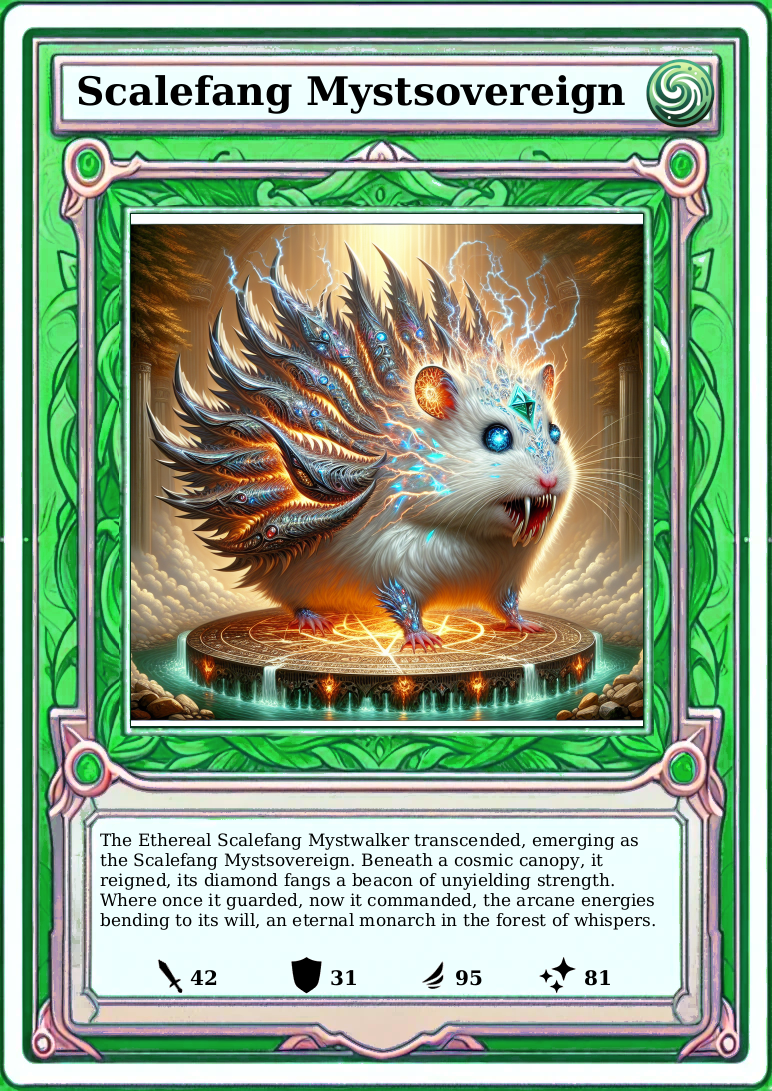 Scalefang Mystsovereign
The Ethereal Scalefang Mystwalker transcended, emerging as
the Scalefang Mystsovereign. Beneath a cosmic canopy, it
reigned, its diamond fangs a beacon of unyielding strength.
Where once it guarded, now it commanded, the arcane energies
bending to its will, an eternal monarch in the forest of whispers.
42 31 95 81